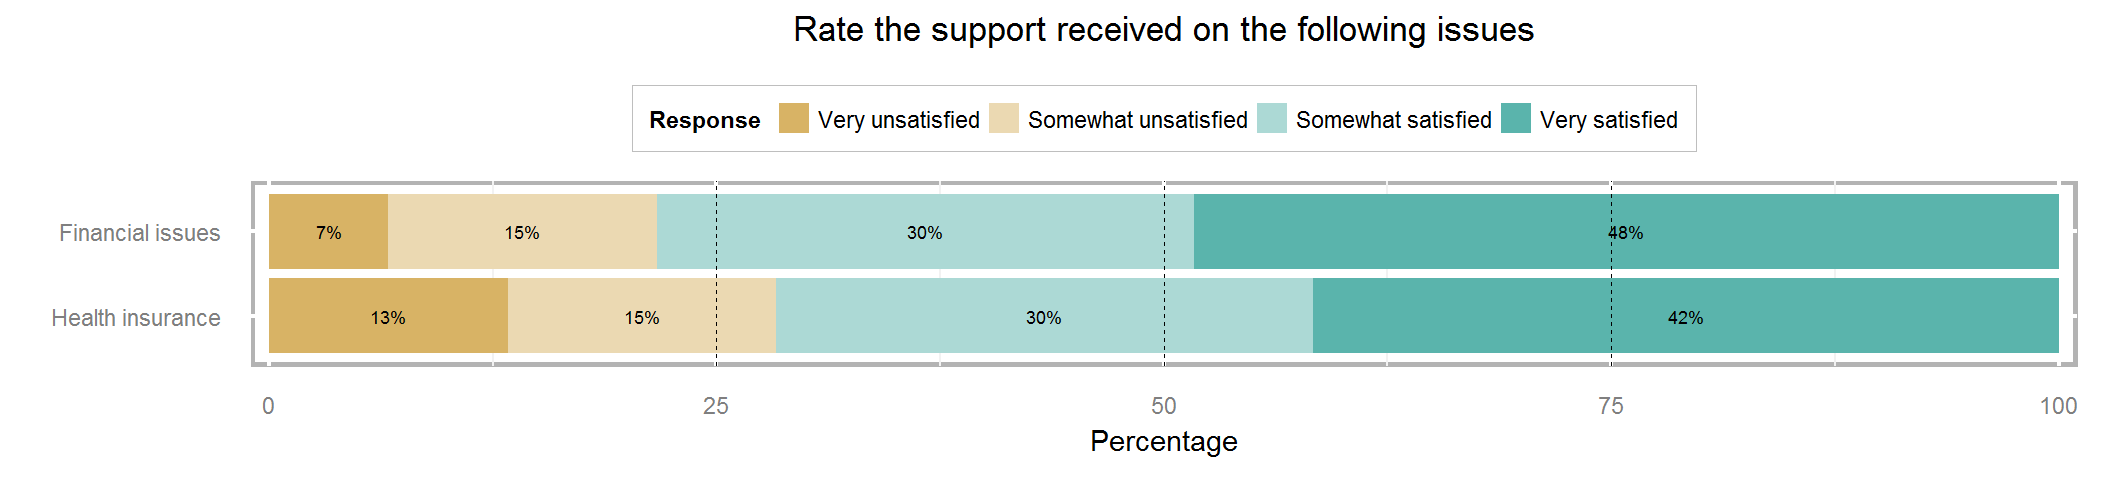 Rate the support received on the following issues
Response Very unsatisfied Somewhat unsatisfied Somewhat satisfied Very satisfied
Financial issues 7% 15% 30% 48%
Health insurance 13% 15% 30% 42%
0 25 50 75 100
Percentage